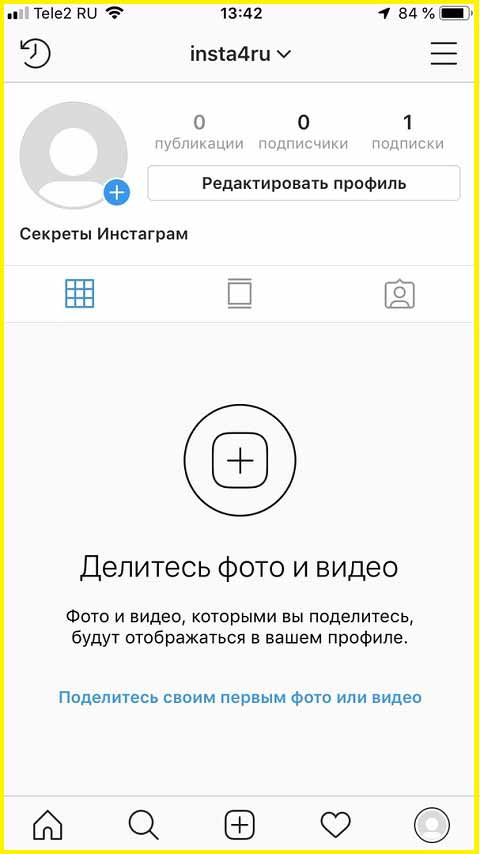 Tele2 RU 13:42 84 %
insta4ru
0 0 1
публикации подписчики подписки
Редактировать профиль
Секреты Инстаграм
Делитесь фото и видео
Фото и видео, которыми вы поделитесь,
будут отображаться в вашем профиле.
Поделитесь своим первым фото или видео